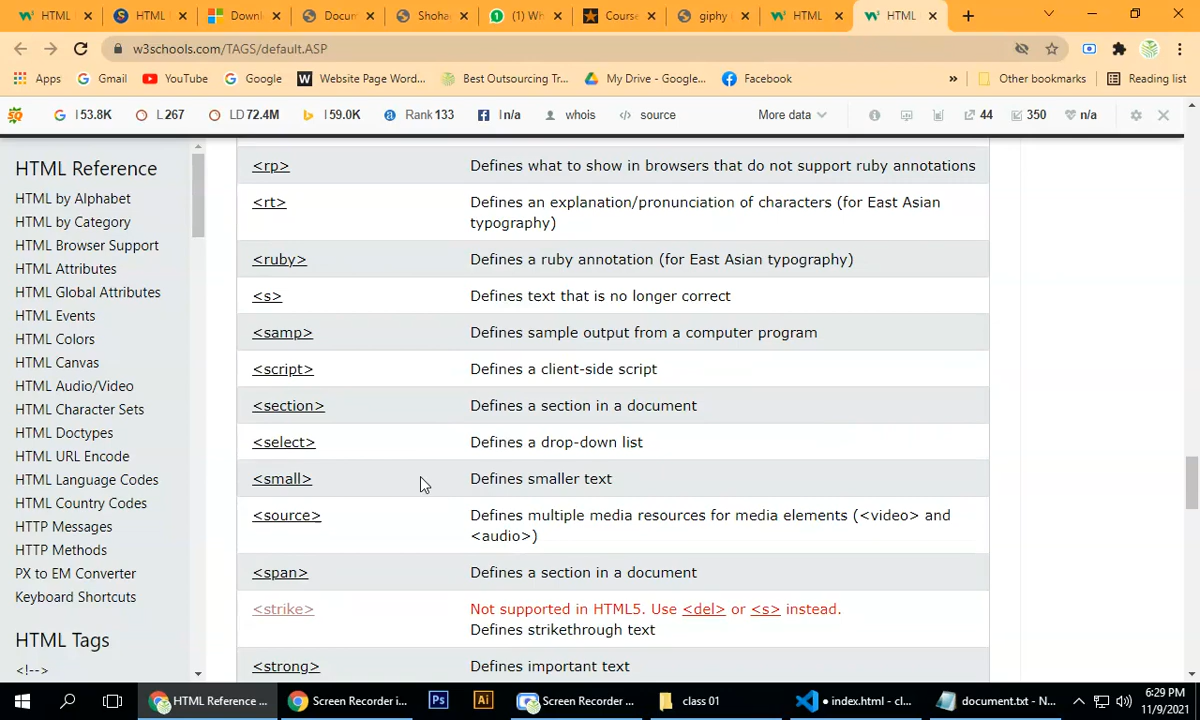 HTML
HTML
Downl
Docum
Shoha
(1) Wh
Course
giphy
HTML
HTML
w3schools.com/TAGS/default.ASP
Apps
Gmail
YouTube
Google
Website Page Word...
Best Outsourcing Tr...
My Drive - Google...
Facebook
»
Other bookmarks
Reading list
I 53.8K
L 267
LD 72.4M
I 59.0K
Rank 133
I n/a
whois
source
More data
44
350
n/a
HTML Reference
HTML by Alphabet
HTML by Category
HTML Browser Support
HTML Attributes
HTML Global Attributes
HTML Events
HTML Colors
HTML Canvas
HTML Audio/Video
HTML Character Sets
HTML Doctypes
HTML URL Encode
HTML Language Codes
HTML Country Codes
HTTP Messages
HTTP Methods
PX to EM Converter
Keyboard Shortcuts
HTML Tags
<!-->
<rp> Defines what to show in browsers that do not support ruby annotations
<rt> Defines an explanation/pronunciation of characters (for East Asian
typography)
<ruby> Defines a ruby annotation (for East Asian typography)
<s> Defines text that is no longer correct
<samp> Defines sample output from a computer program
<script> Defines a client-side script
<section> Defines a section in a document
<select> Defines a drop-down list
<small> Defines smaller text
<source> Defines multiple media resources for media elements (<video> and
<audio>)
<span> Defines a section in a document
<strike> Not supported in HTML5. Use <del> or <s> instead.
Defines strikethrough text
<strong> Defines important text
HTML Reference ...
Screen Recorder i...
Ps
Ai
Screen Recorder ...
class 01
● index.html - cl...
document.txt - N...
6:29 PM
11/9/2021